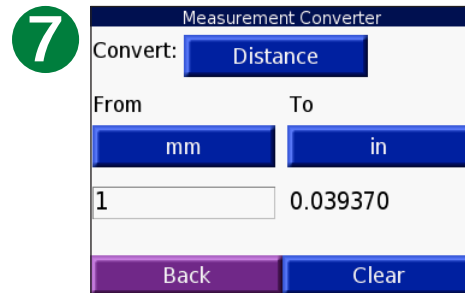 7
Measurement Converter
Convert: Distance
From To
mm in
1 0.039370
Back Clear